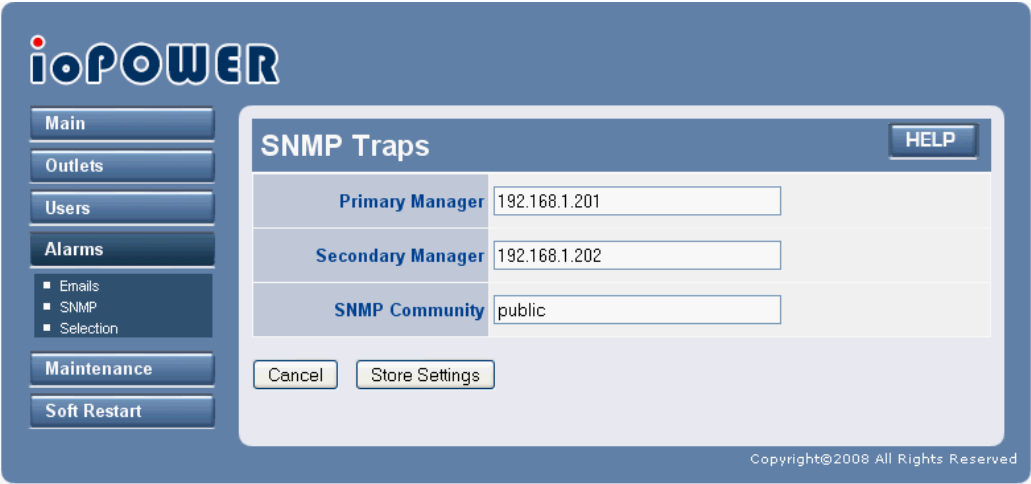 ioPOWER
Main
Outlets
Users
Alarms
Emails
SNMP
Selection
Maintenance
Soft Restart
SNMP Traps
HELP
Primary Manager 192.168.1.201
Secondary Manager 192.168.1.202
SNMP Community public
Cancel Store Settings
Copyright©2008 All Rights Reserved